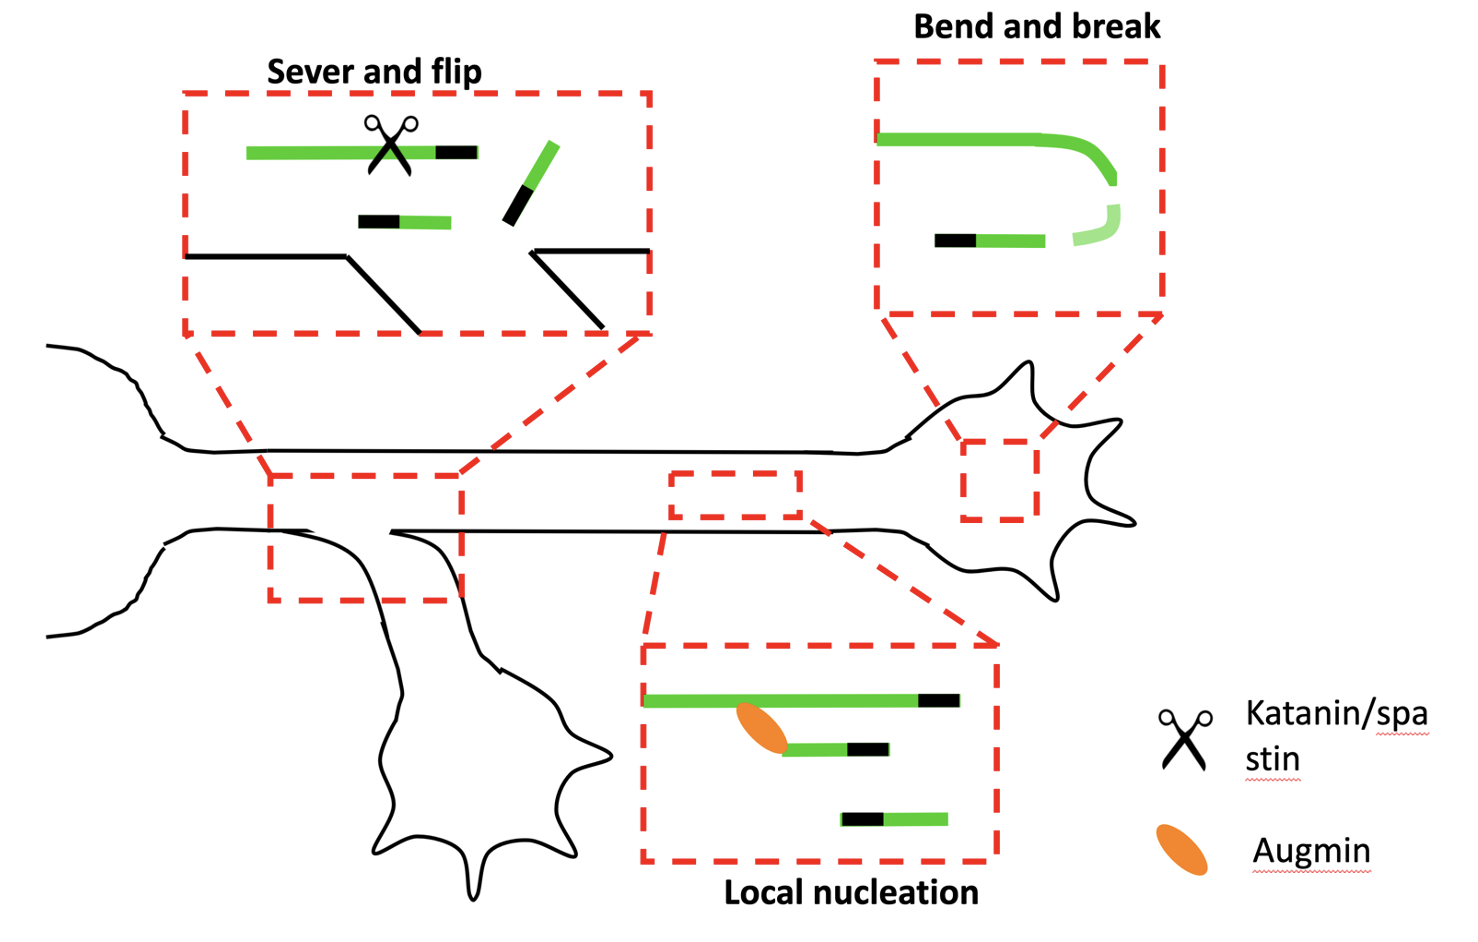 Bend and break
Sever and flip
Katanin/spa
stin
Augmin
Local nucleation